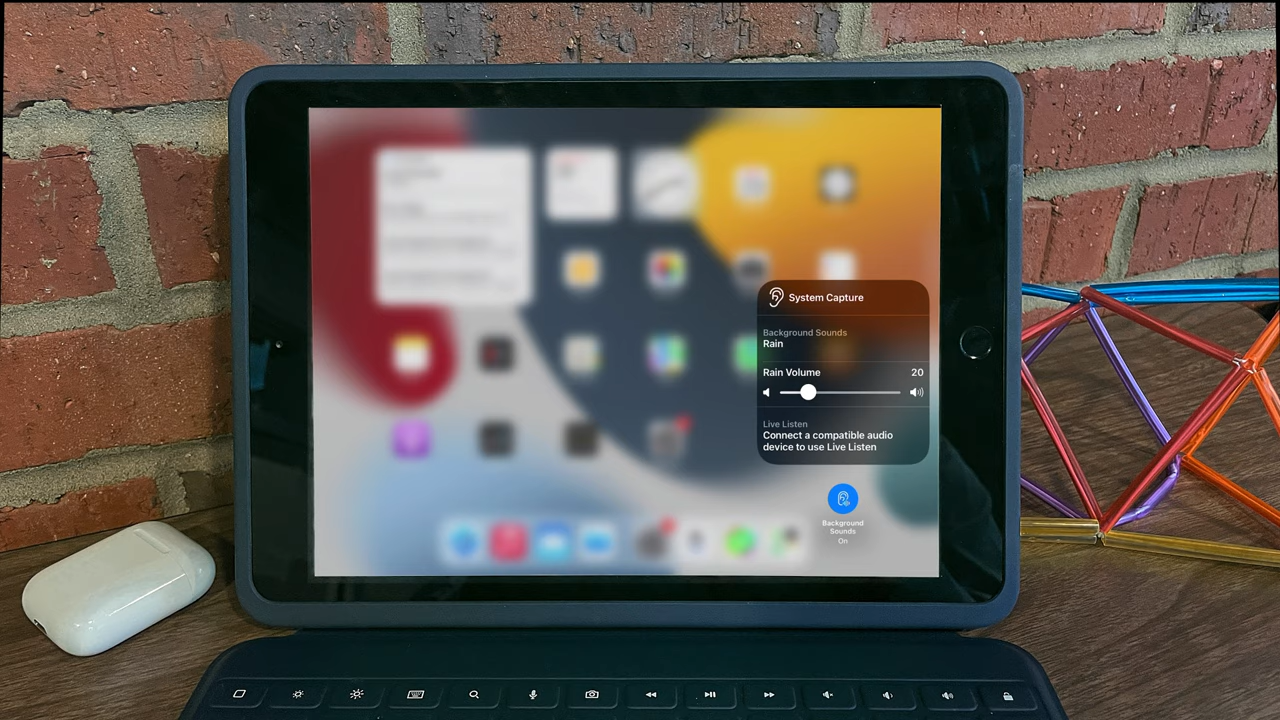 System Capture
Background Sounds
Rain
Rain Volume 20
Live Listen
Connect a compatible audio
device to use Live Listen
Background
Sounds
On